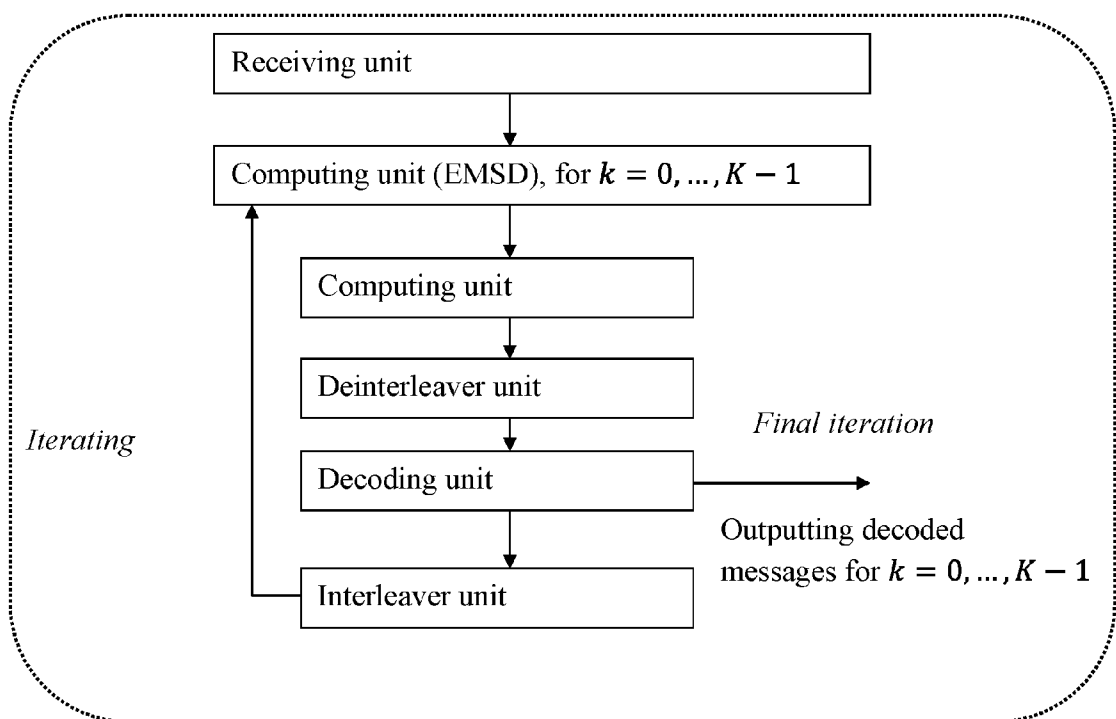 Receiving unit
Computing unit (EMSD), for k = 0, … , K − 1
Computing unit
Deinterleaver unit
Final iteration
Iterating
Decoding unit
Outputting decoded
messages for k = 0, … , K − 1
Interleaver unit